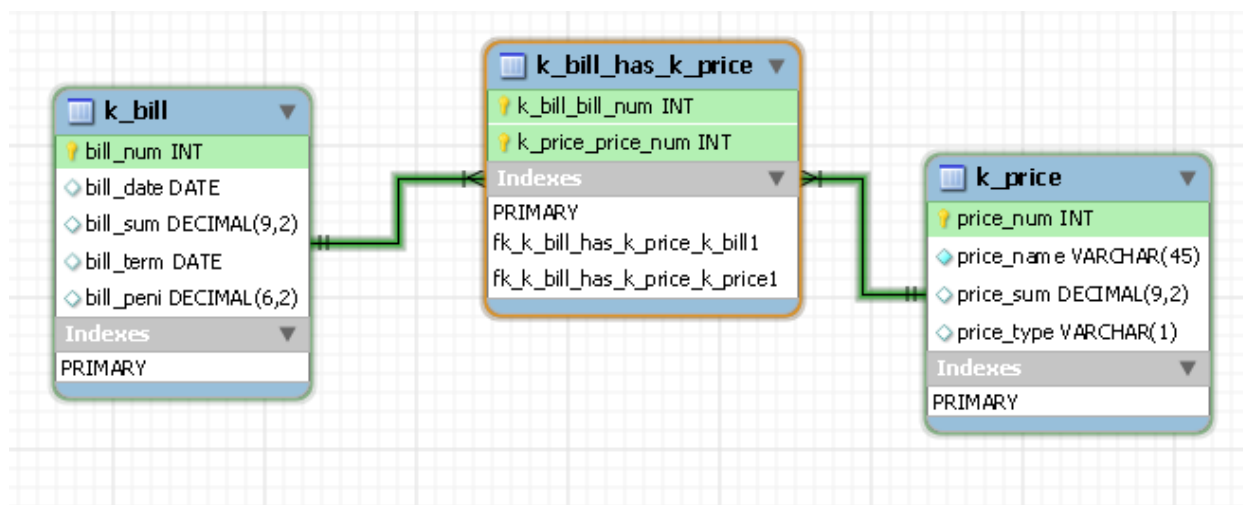 k_bill
bill_num INT
bill_date DATE
bill_sum DECIMAL(9,2)
bill_term DATE
bill_peni DECIMAL(6,2)
Indexes
PRIMARY
k_bill_has_k_price
k_bill_bill_num INT
k_price_price_num INT
Indexes
PRIMARY
fk_k_bill_has_k_price_k_bill1
fk_k_bill_has_k_price_k_price1
k_price
price_num INT
price_name VARCHAR(45)
price_sum DECIMAL(9,2)
price_type VARCHAR(1)
Indexes
PRIMARY